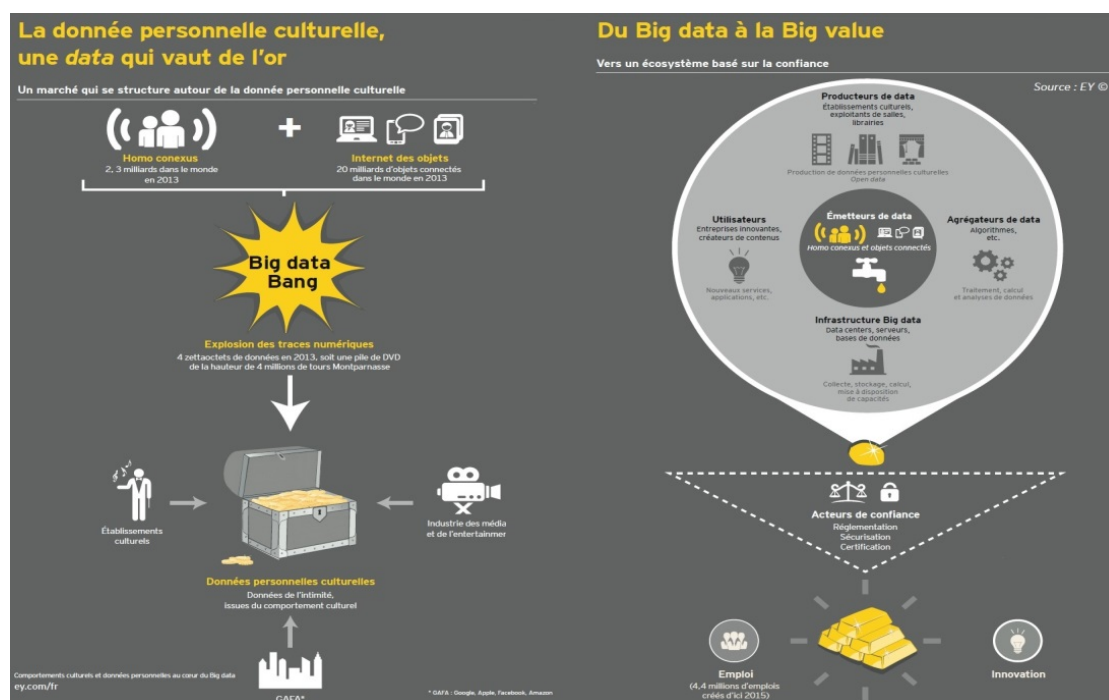 La donnée personnelle culturelle,
une data qui vaut de l'or
Un marché qui se structure autour de la donnée personnelle culturelle
Homo conexus
2, 3 milliards dans le monde
en 2013
+
Internet des objets
20 milliards d'objets connectés
dans le monde en 2013
Big data
Bang
Explosion des traces numériques
4 zettaoctets de données en 2013, soit une pile de DVD
de la hauteur de 4 millions de tours Montparnasse
Établissements
culturels
Industrie des média
et de l'entertainmer
Données personnelles culturelles
Données de l'intimité,
issues du comportement culturel
GAFA*
Comportements culturels et données personnelles au cœur du Big data
ey.com/fr
* GAFA : Google, Apple, Facebook, Amazon
Du Big data à la Big value
Vers un écosystème basé sur la confiance
Source : EY ©
Producteurs de data
Établissements culturels,
exploitants de salles,
librairies
Production de données personnelles culturelles
Open data
Utilisateurs
Entreprises innovantes,
créateurs de contenus
Nouveaux services,
applications, etc.
Émetteurs de data
Homo conexus et objets connectés
Agrégateurs de data
Algorithmes,
etc.
Traitement, calcul
et analyses de données
Infrastructure Big data
Data centers, serveurs,
bases de données
Collecte, stockage, calcul,
mise à disposition
de capacités
Acteurs de confiance
Réglementation
Sécurisation
Certification
Emploi
(4,4 millions d'emplois
créés d'ici 2015)
Innovation